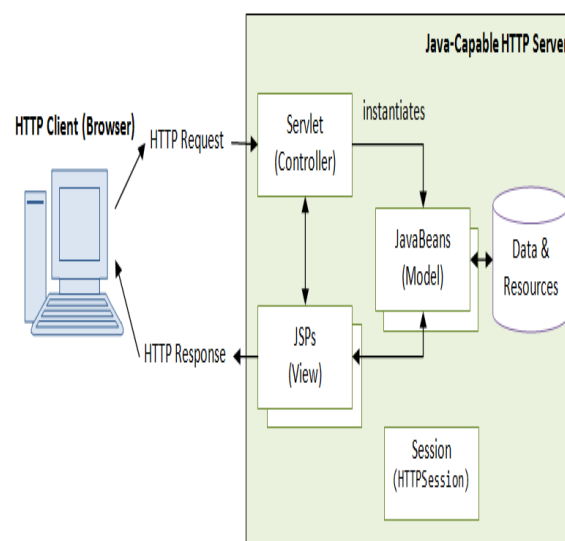 Java-Capable HTTP Server
HTTP Client (Browser)
HTTP Request
Servlet
(Controller)
instantiates
JavaBeans
(Model)
Data &
Resources
HTTP Response
JSPs
(View)
Session
(HTTPSession)